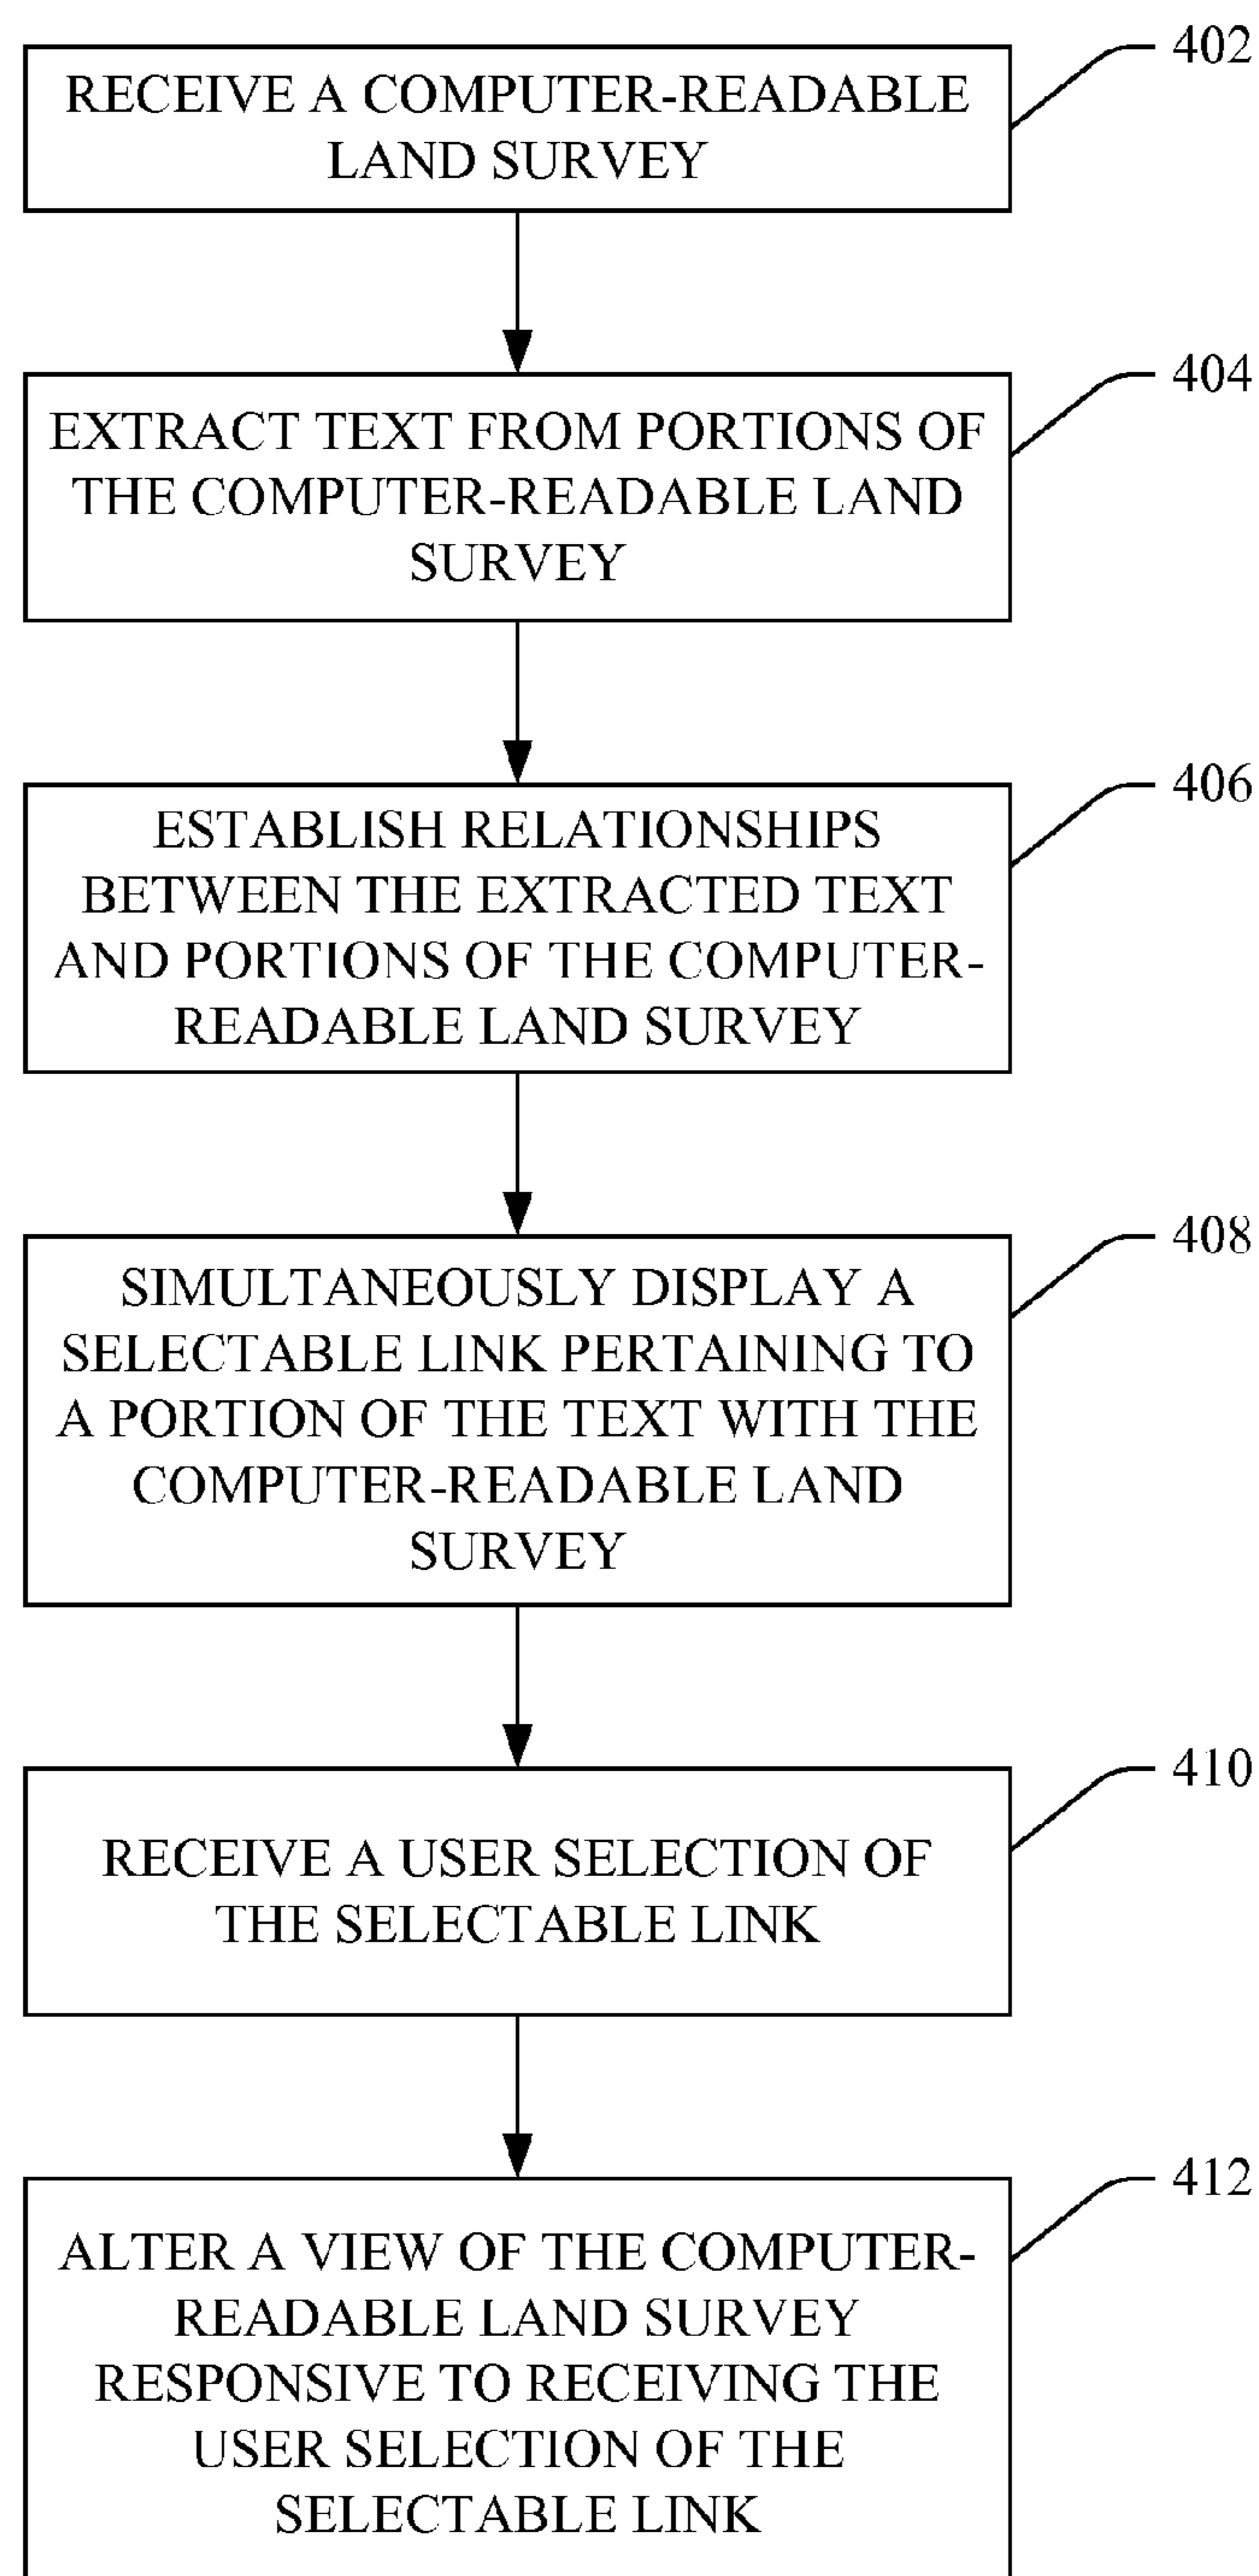 402
RECEIVE A COMPUTER-READABLE
LAND SURVEY
404
EXTRACT TEXT FROM PORTIONS OF
THE COMPUTER-READABLE LAND
SURVEY
406
ESTABLISH RELATIONSHIPS
BETWEEN THE EXTRACTED TEXT
AND PORTIONS OF THE COMPUTER-
READABLE LAND SURVEY
408
SIMULTANEOUSLY DISPLAY A
SELECTABLE LINK PERTAINING TO
A PORTION OF THE TEXT WITH THE
COMPUTER-READABLE LAND
SURVEY
410
RECEIVE A USER SELECTION OF
THE SELECTABLE LINK
412
ALTER A VIEW OF THE COMPUTER-
READABLE LAND SURVEY
RESPONSIVE TO RECEIVING THE
USER SELECTION OF THE
SELECTABLE LINK